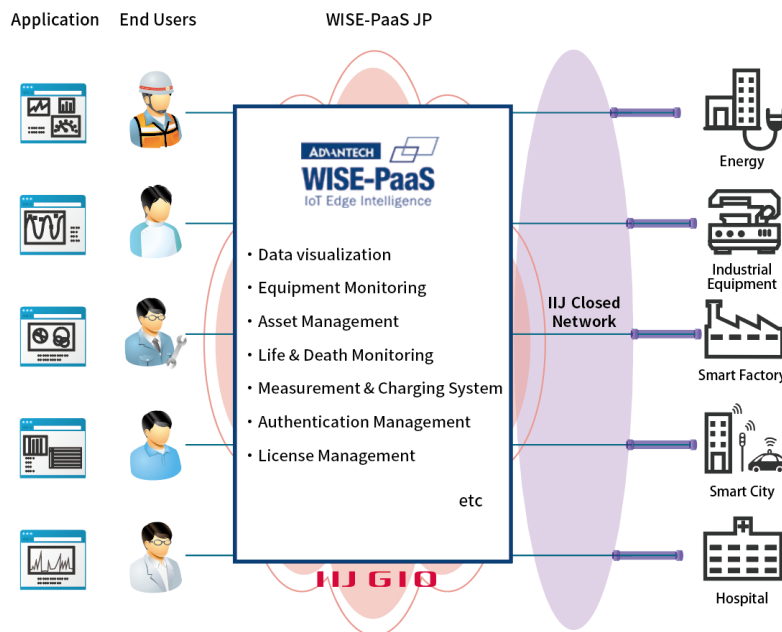 Application
End Users
WISE-PaaS JP
ADVANTECH
WISE-PaaS
IoT Edge Intelligence
・Data visualization
・Equipment Monitoring
・Asset Management
・Life & Death Monitoring
・Measurement & Charging System
・Authentication Management
・License Management
etc
IIJ GIO
IIJ Closed
Network
Energy
Industrial
Equipment
Smart Factory
Smart City
Hospital